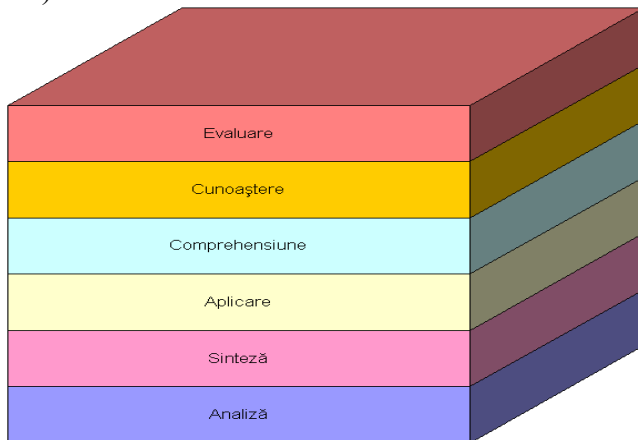 Evaluare
Cunoaştere
Comprehensiune
Aplicare
Sinteză
Analiză